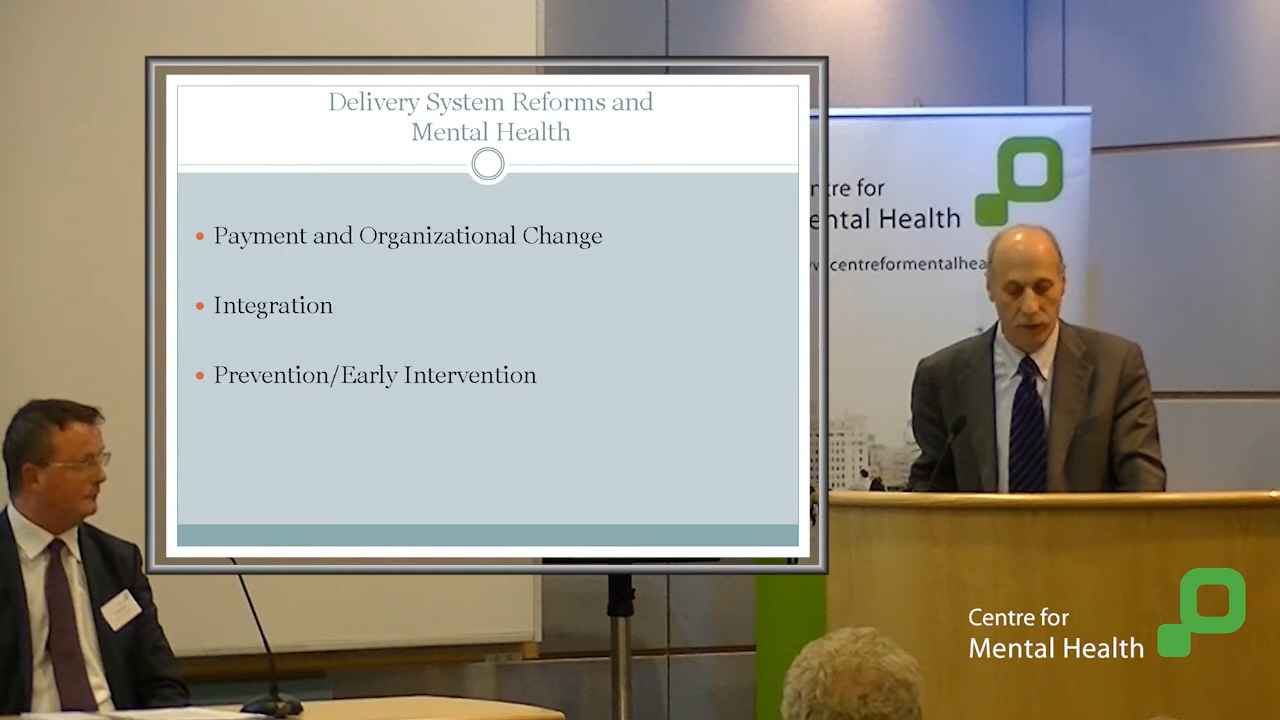 Delivery System Reforms and
Mental Health
Payment and Organizational Change
Integration
Prevention/Early Intervention
ntre for
ental Health
centreformentalhea
Centre for
Mental Health